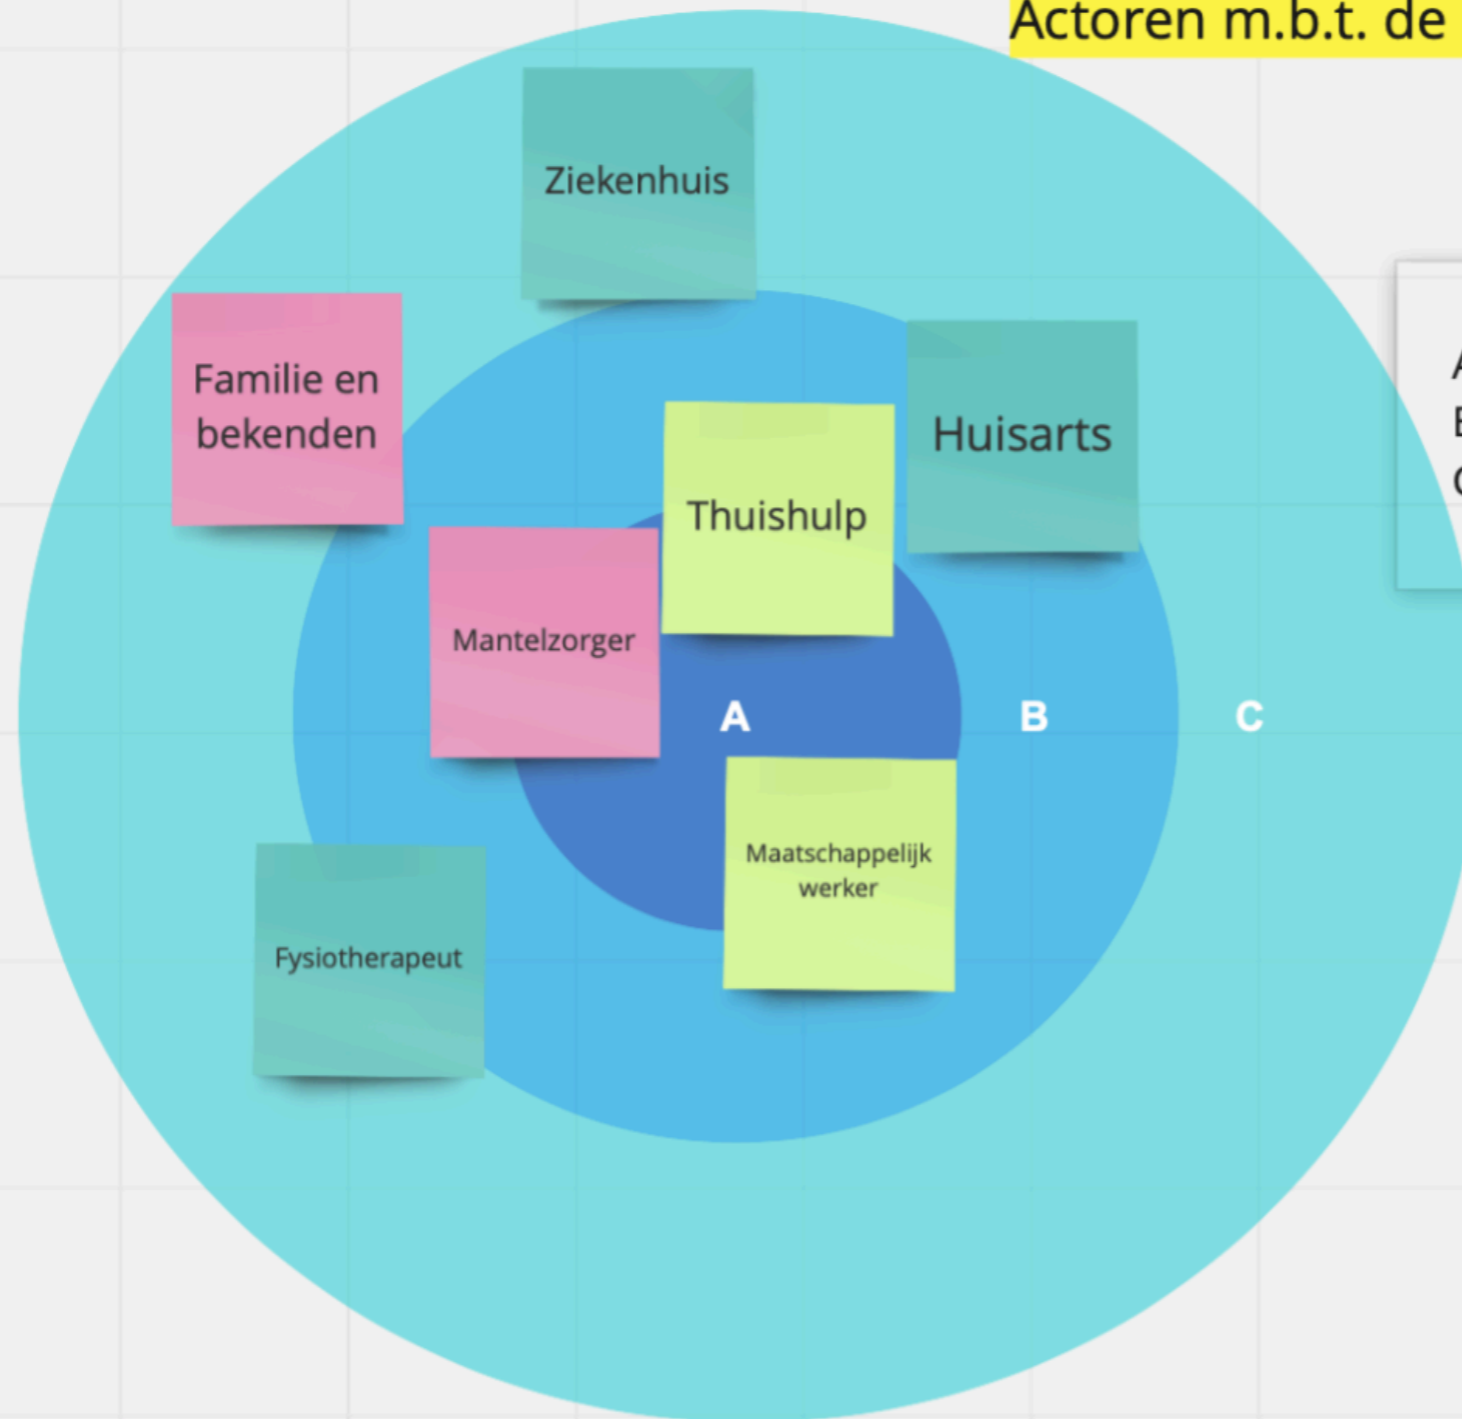 Actoren m.b.t. de
Ziekenhuis
Familie en
bekenden
Huisarts
Thuishulp
Mantelzorger
A
B
C
Maatschappelijk
werker
Fysiotherapeut